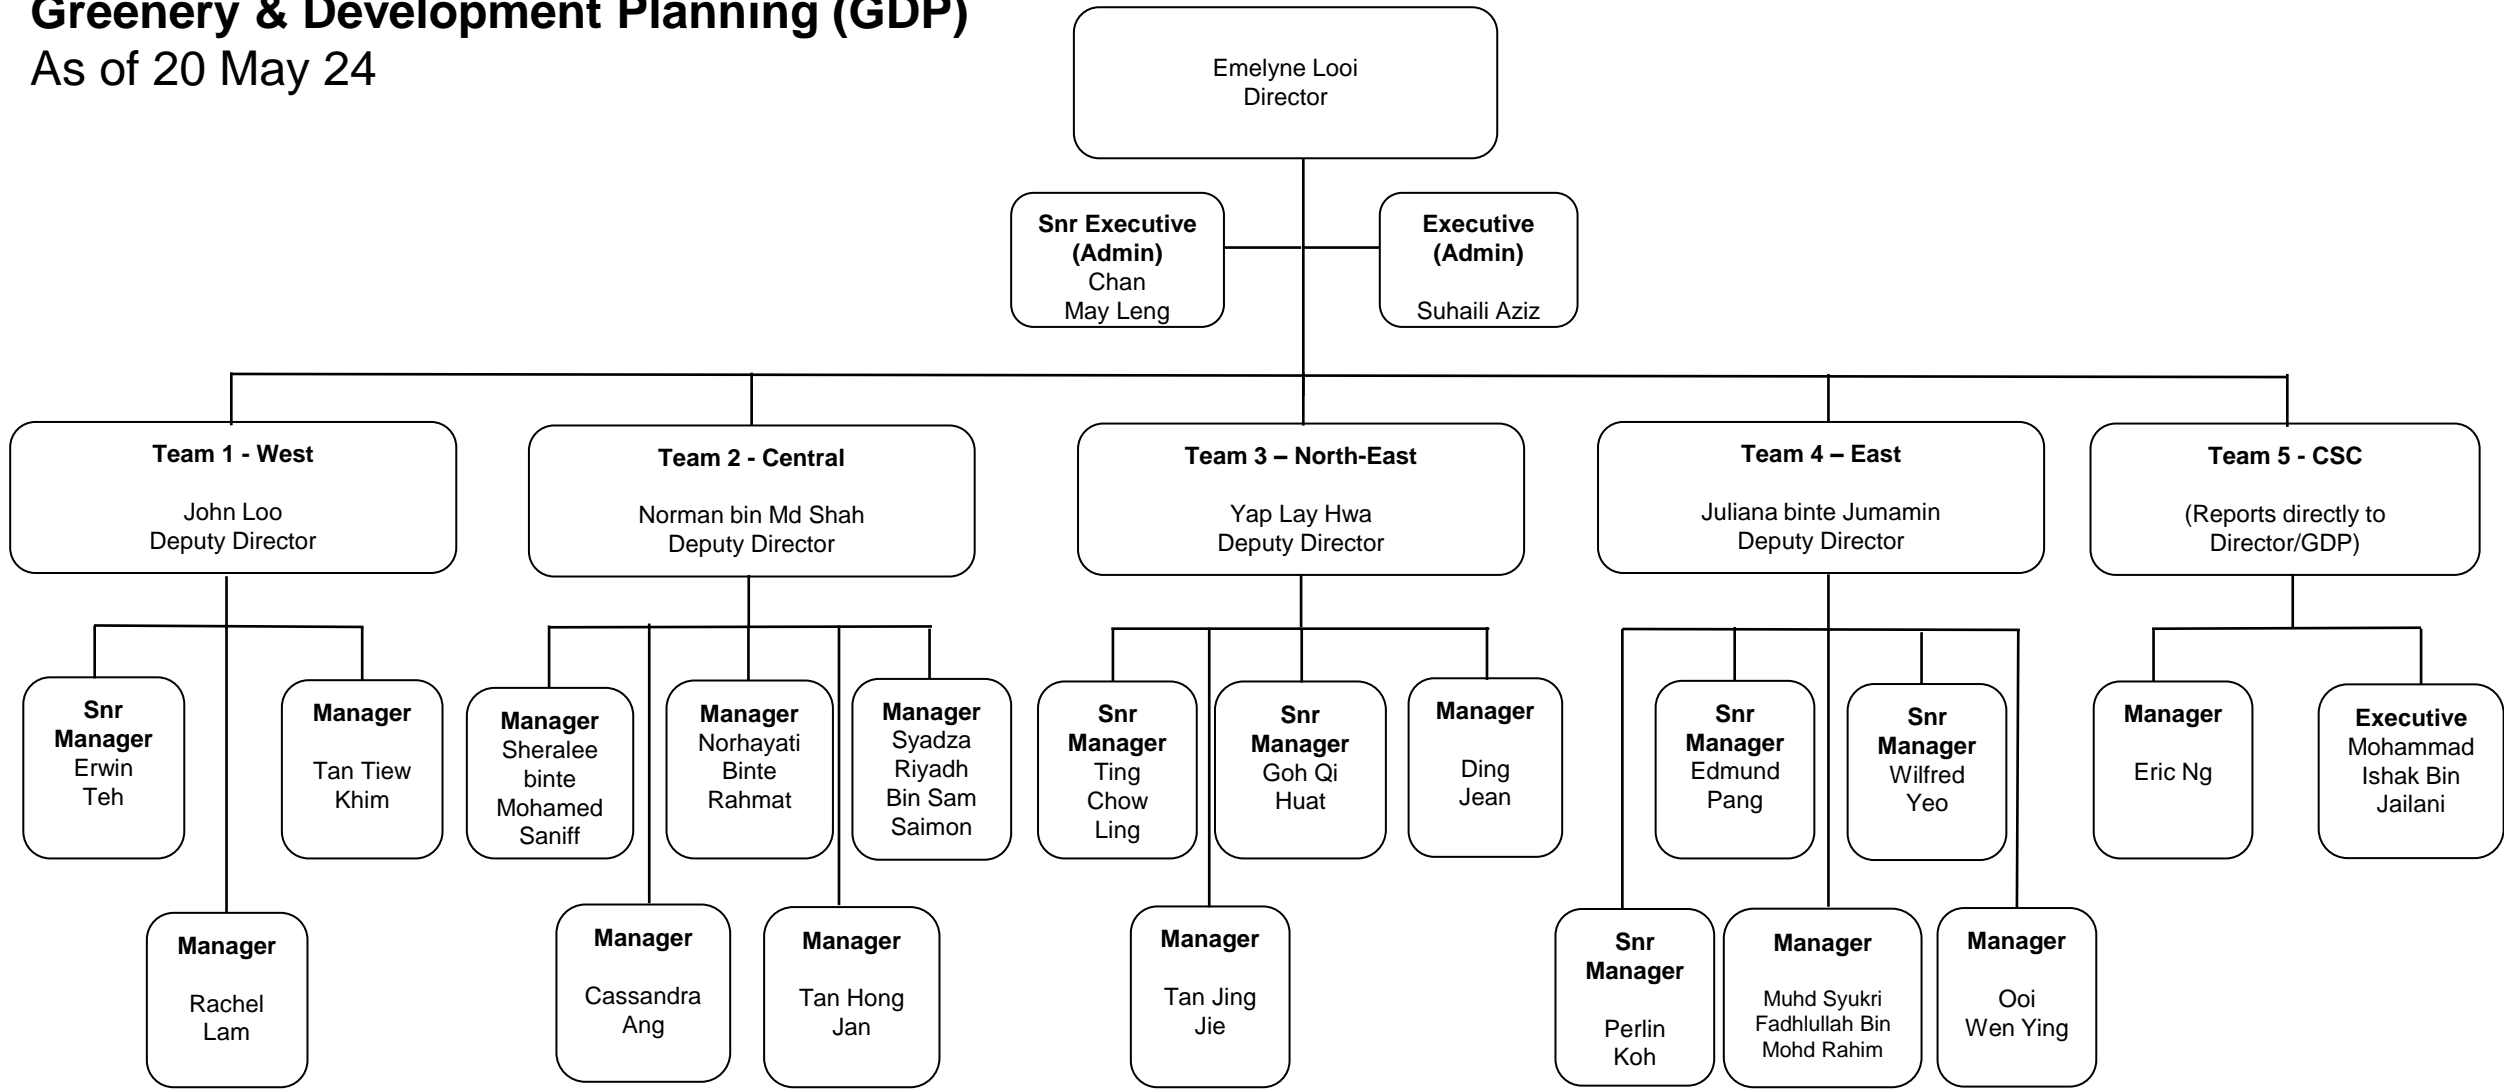 Greenery & Development Planning (GDP)
As of 20 May 24
Emelyne Looi
Director
Snr Executive
(Admin)
Chan
May Leng
Executive
(Admin)
Suhaili Aziz
Team 1 - West
John Loo
Deputy Director
Team 2 - Central
Norman bin Md Shah
Deputy Director
Team 3 – North-East
Yap Lay Hwa
Deputy Director
Team 4 – East
Juliana binte Jumamin
Deputy Director
Team 5 - CSC
(Reports directly to
Director/GDP)
Snr
Manager
Erwin
Teh
Manager
Tan Tiew
Khim
Manager
Sheralee
binte
Mohamed
Saniff
Manager
Norhayati
Binte
Rahmat
Manager
Syadza
Riyadh
Bin Sam
Saimon
Snr
Manager
Ting
Chow
Ling
Snr
Manager
Goh Qi
Huat
Manager
Ding
Jean
Snr
Manager
Edmund
Pang
Snr
Manager
Wilfred
Yeo
Manager
Eric Ng
Executive
Mohammad
Ishak Bin
Jailani
Manager
Rachel
Lam
Manager
Cassandra
Ang
Manager
Tan Hong
Jan
Manager
Tan Jing
Jie
Snr
Manager
Perlin
Koh
Manager
Muhd Syukri
Fadhlullah Bin
Mohd Rahim
Manager
Ooi
Wen Ying